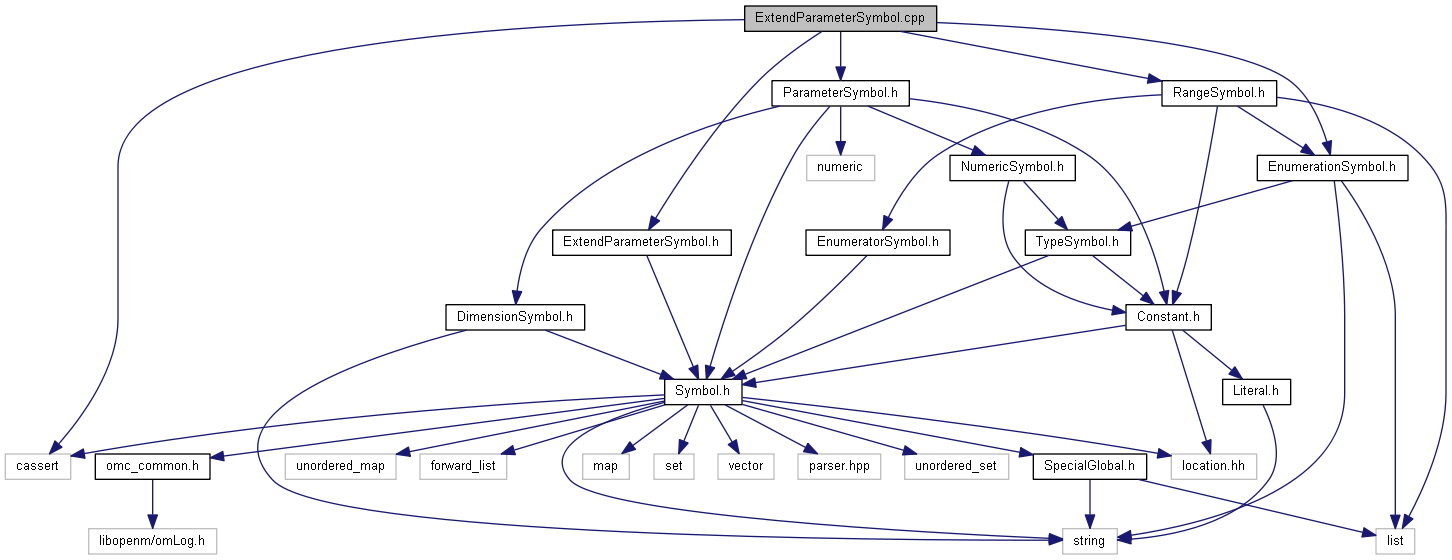 ExtendParameterSymbol.cpp
ParameterSymbol.h
RangeSymbol.h
numeric
NumericSymbol.h
EnumerationSymbol.h
ExtendParameterSymbol.h
EnumeratorSymbol.h
TypeSymbol.h
DimensionSymbol.h
Constant.h
Symbol.h
Literal.h
cassert
omc_common.h
unordered_map
forward_list
map
set
vector
parser.hpp
unordered_set
SpecialGlobal.h
location.hh
libopenm/omLog.h
string
list